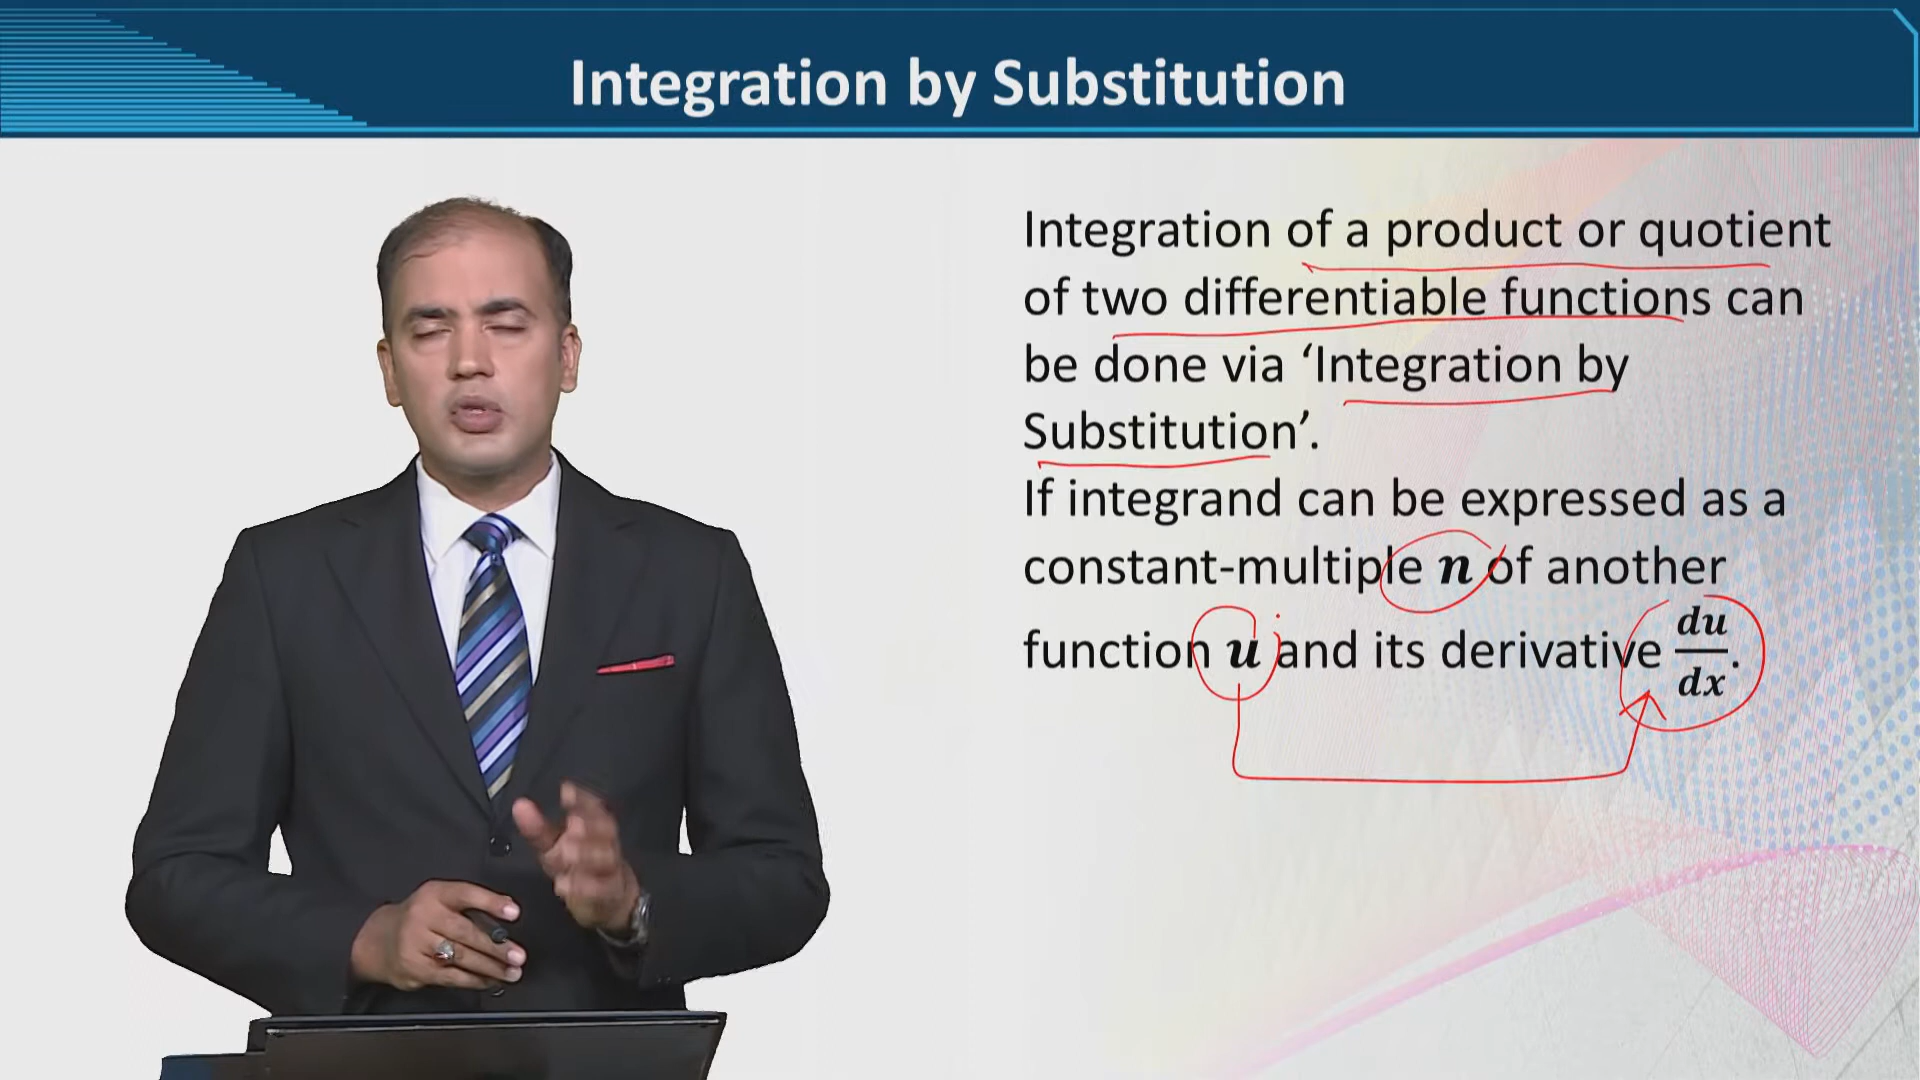 Integration by Substitution
Integration of a product or quotient
of two differentiable functions can
be done via ‘Integration by
Substitution’.
If integrand can be expressed as a
constant-multiple n of another
function u and its derivative du/dx.